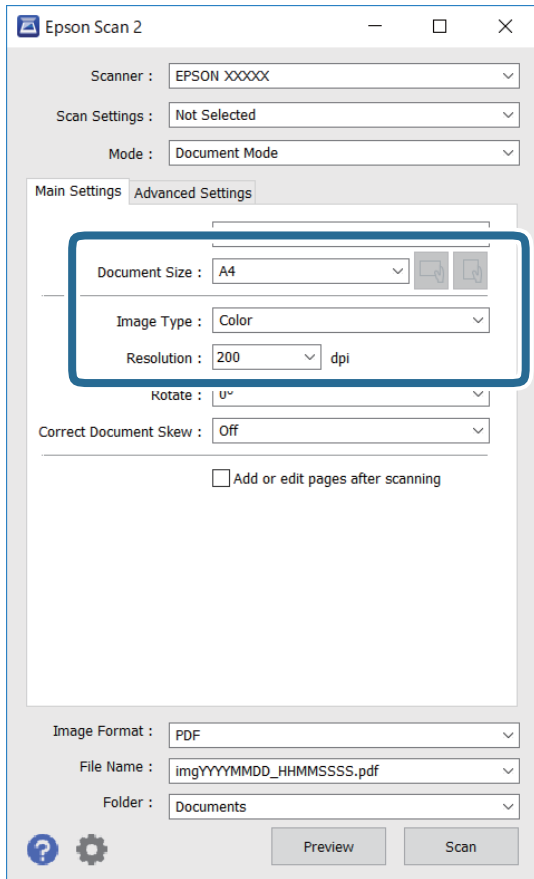 Epson Scan 2
Scanner : EPSON XXXXX
Scan Settings : Not Selected
Mode : Document Mode
Main Settings Advanced Settings
Document Size : A4
Image Type : Color
Resolution : 200 dpi
Rotate : 0°
Correct Document Skew : Off
Add or edit pages after scanning
Image Format : PDF
File Name : imgYYYYMMDD_HHMMSSSS.pdf
Folder : Documents
? Preview Scan